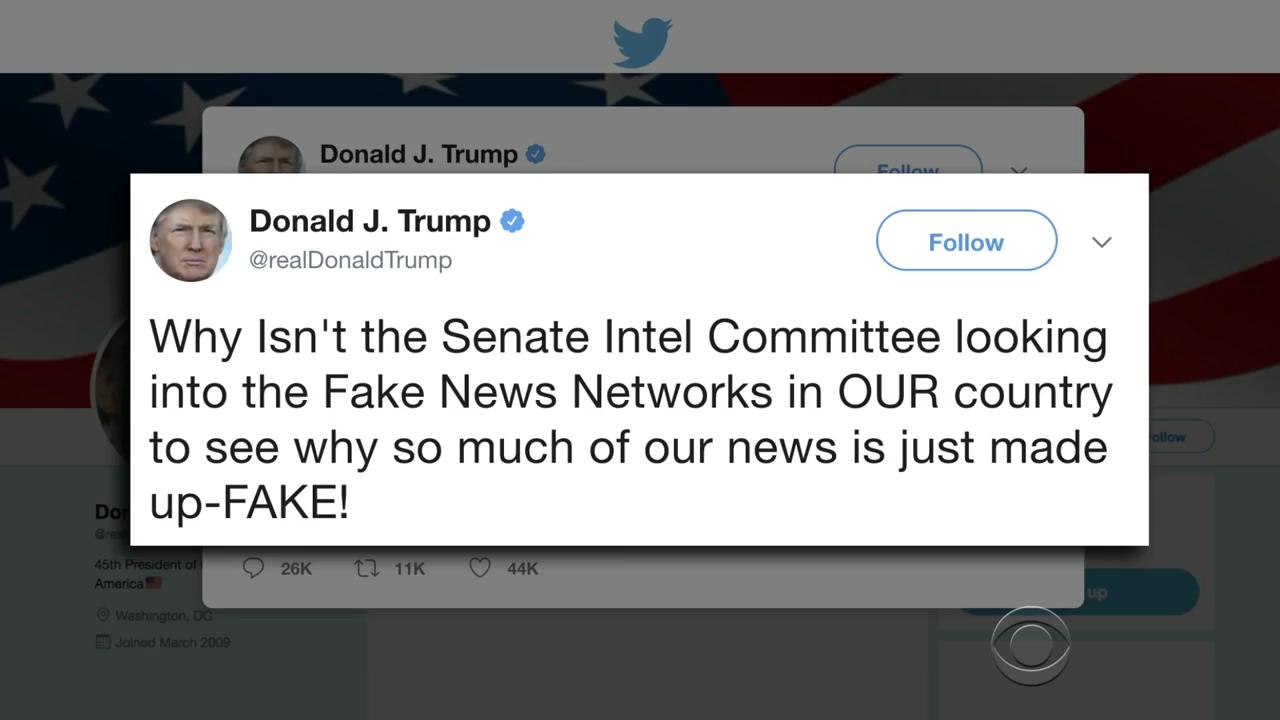 Donald J. Trump
Follow
Donald J. Trump
@realDonaldTrump
Follow
Why Isn't the Senate Intel Committee looking
into the Fake News Networks in OUR country
to see why so much of our news is just made
up-FAKE!
26K 11K 44K
45th President of
America
Washington, DC
Joined March 2009
up